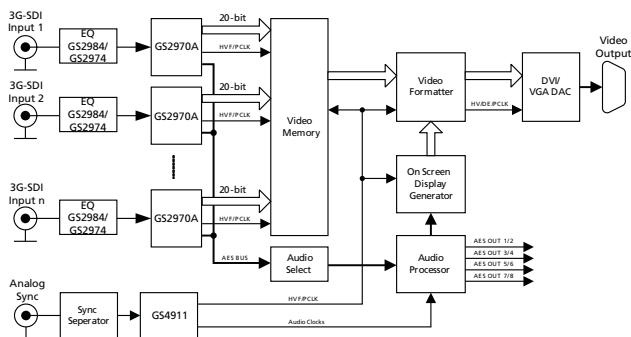 3G-SDI
Input 1
EQ
GS2984/
GS2974
GS2970A
20-bit
HVF/PCLK
3G-SDI
Input 2
EQ
GS2984/
GS2974
GS2970A
20-bit
HVF/PCLK
3G-SDI
Input n
EQ
GS2984/
GS2974
GS2970A
20-bit
HVF/PCLK
Video
Memory
Video
Formatter
HV/DE/PCLK
DVI/
VGA DAC
Video
Output
On Screen
Display
Generator
AES BUS
Audio
Select
Audio
Processor
AES OUT 1/2
AES OUT 3/4
AES OUT 5/6
AES OUT 7/8
Analog
Sync
Sync
Seperator
GS4911
HVF/PCLK
Audio Clocks